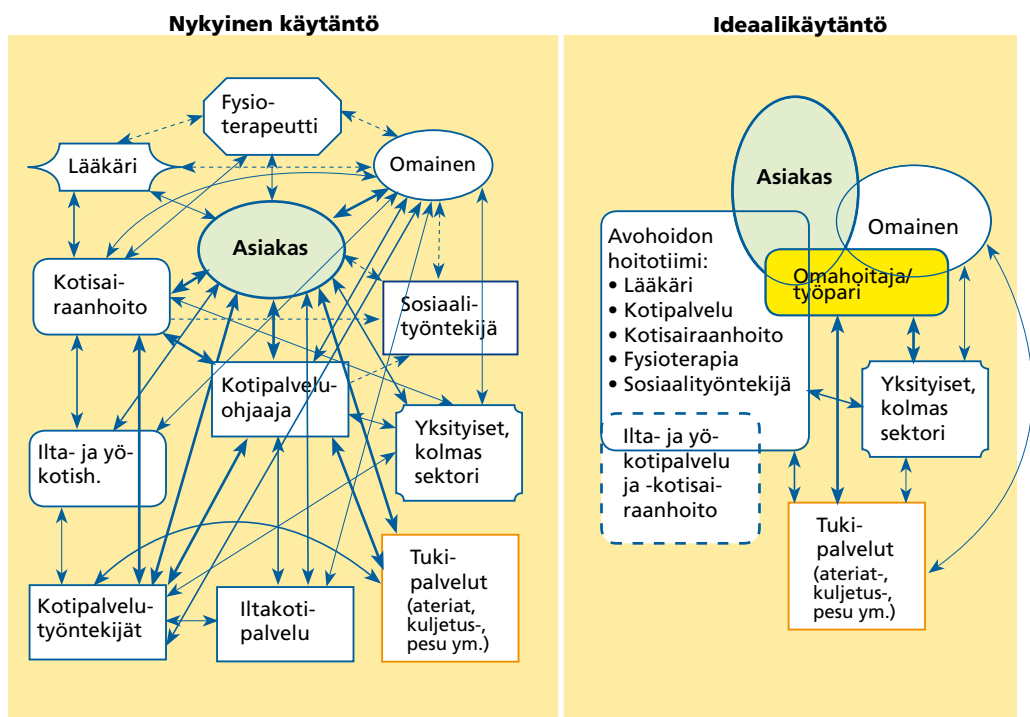 Nykyinen käytäntö
Fysio-
terapeutti
Lääkäri
Omainen
Asiakas
Kotisai-
raanhoito
Sosiaali-
työntekijä
Kotipalvelu-
ohjaaja
Yksityiset,
kolmas
sektori
Ilta- ja yö-
kotish.
Kotipalvelu-
työntekijät
Iltakoti-
palvelu
Tuki-
palvelut
(ateriat,
kuljetus-,
pesu ym.)
Ideaalikäytäntö
Asiakas
Omainen
Avohoidon
hoitotiimi:
• Lääkäri
• Kotipalvelu
• Kotisairaanhoito
• Fysioterapia
• Sosiaalityöntekijä
Omahoitaja/
työpari
Yksityiset,
kolmas
sektori
Ilta- ja yö-
kotipalvelu
ja -kotisai-
raanhoito
Tuki-
palvelut
(ateriat-,
kuljetus-,
pesu ym.)